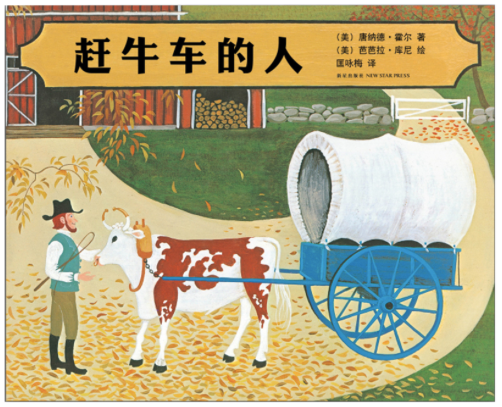 赶牛车的人
（美）唐纳德·霍尔 著
（美）芭芭拉·库尼 绘
匡咏梅 译
新星出版社 NEW STAR PRESS